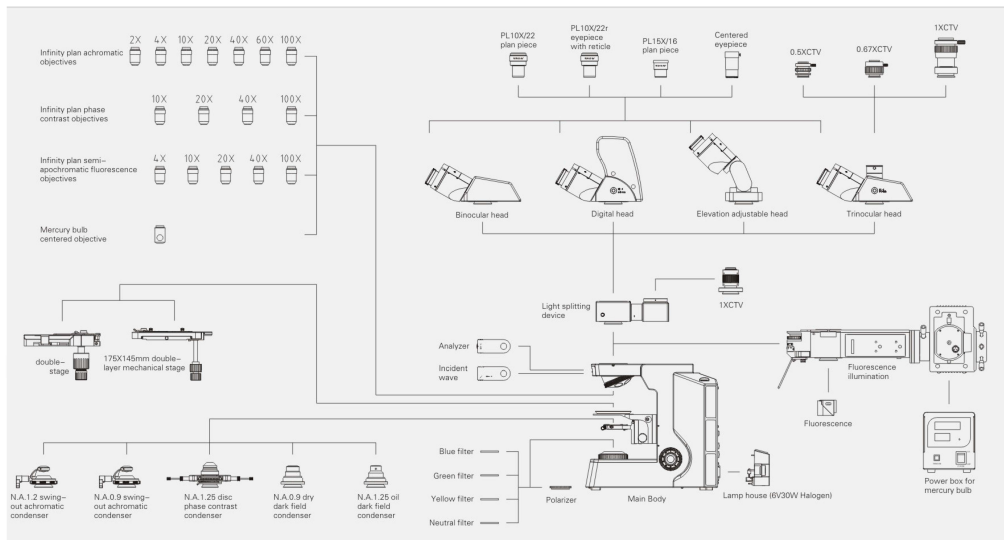 2X 4X 10X 20X 40X 60X 100X
Infinity plan achromatic
objectives
10X 20X 40X 100X
Infinity plan phase
contrast objectives
4X 10X 20X 40X 100X
Infinity plan semi-
apochromatic fluorescence
objectives
Mercury bulb
centered objective
PL10X/22
plan piece
PL10X/22r
eyepiece
with reticle
PL15X/16
plan piece
Centered
eyepiece
0.5XCTV
0.67XCTV
1XCTV
Binocular head
Digital head
Elevation adjustable head
Trinocular head
Light splitting
device
1XCTV
double-
stage
175X145mm double-
layer mechanical stage
Analyzer
Incident
wave
Fluorescence
illumination
Fluorescence
Power box for
mercury bulb
N.A.1.2 swing-
out achromatic
condenser
N.A.0.9 swing-
out achromatic
condenser
N.A.1.25 disc
phase contrast
condenser
N.A.0.9 dry
dark field
condenser
N.A.1.25 oil
dark field
condenser
Blue filter
Green filter
Yellow filter
Neutral filter
Polarizer
Main Body
Lamp house (6V30W Halogen)